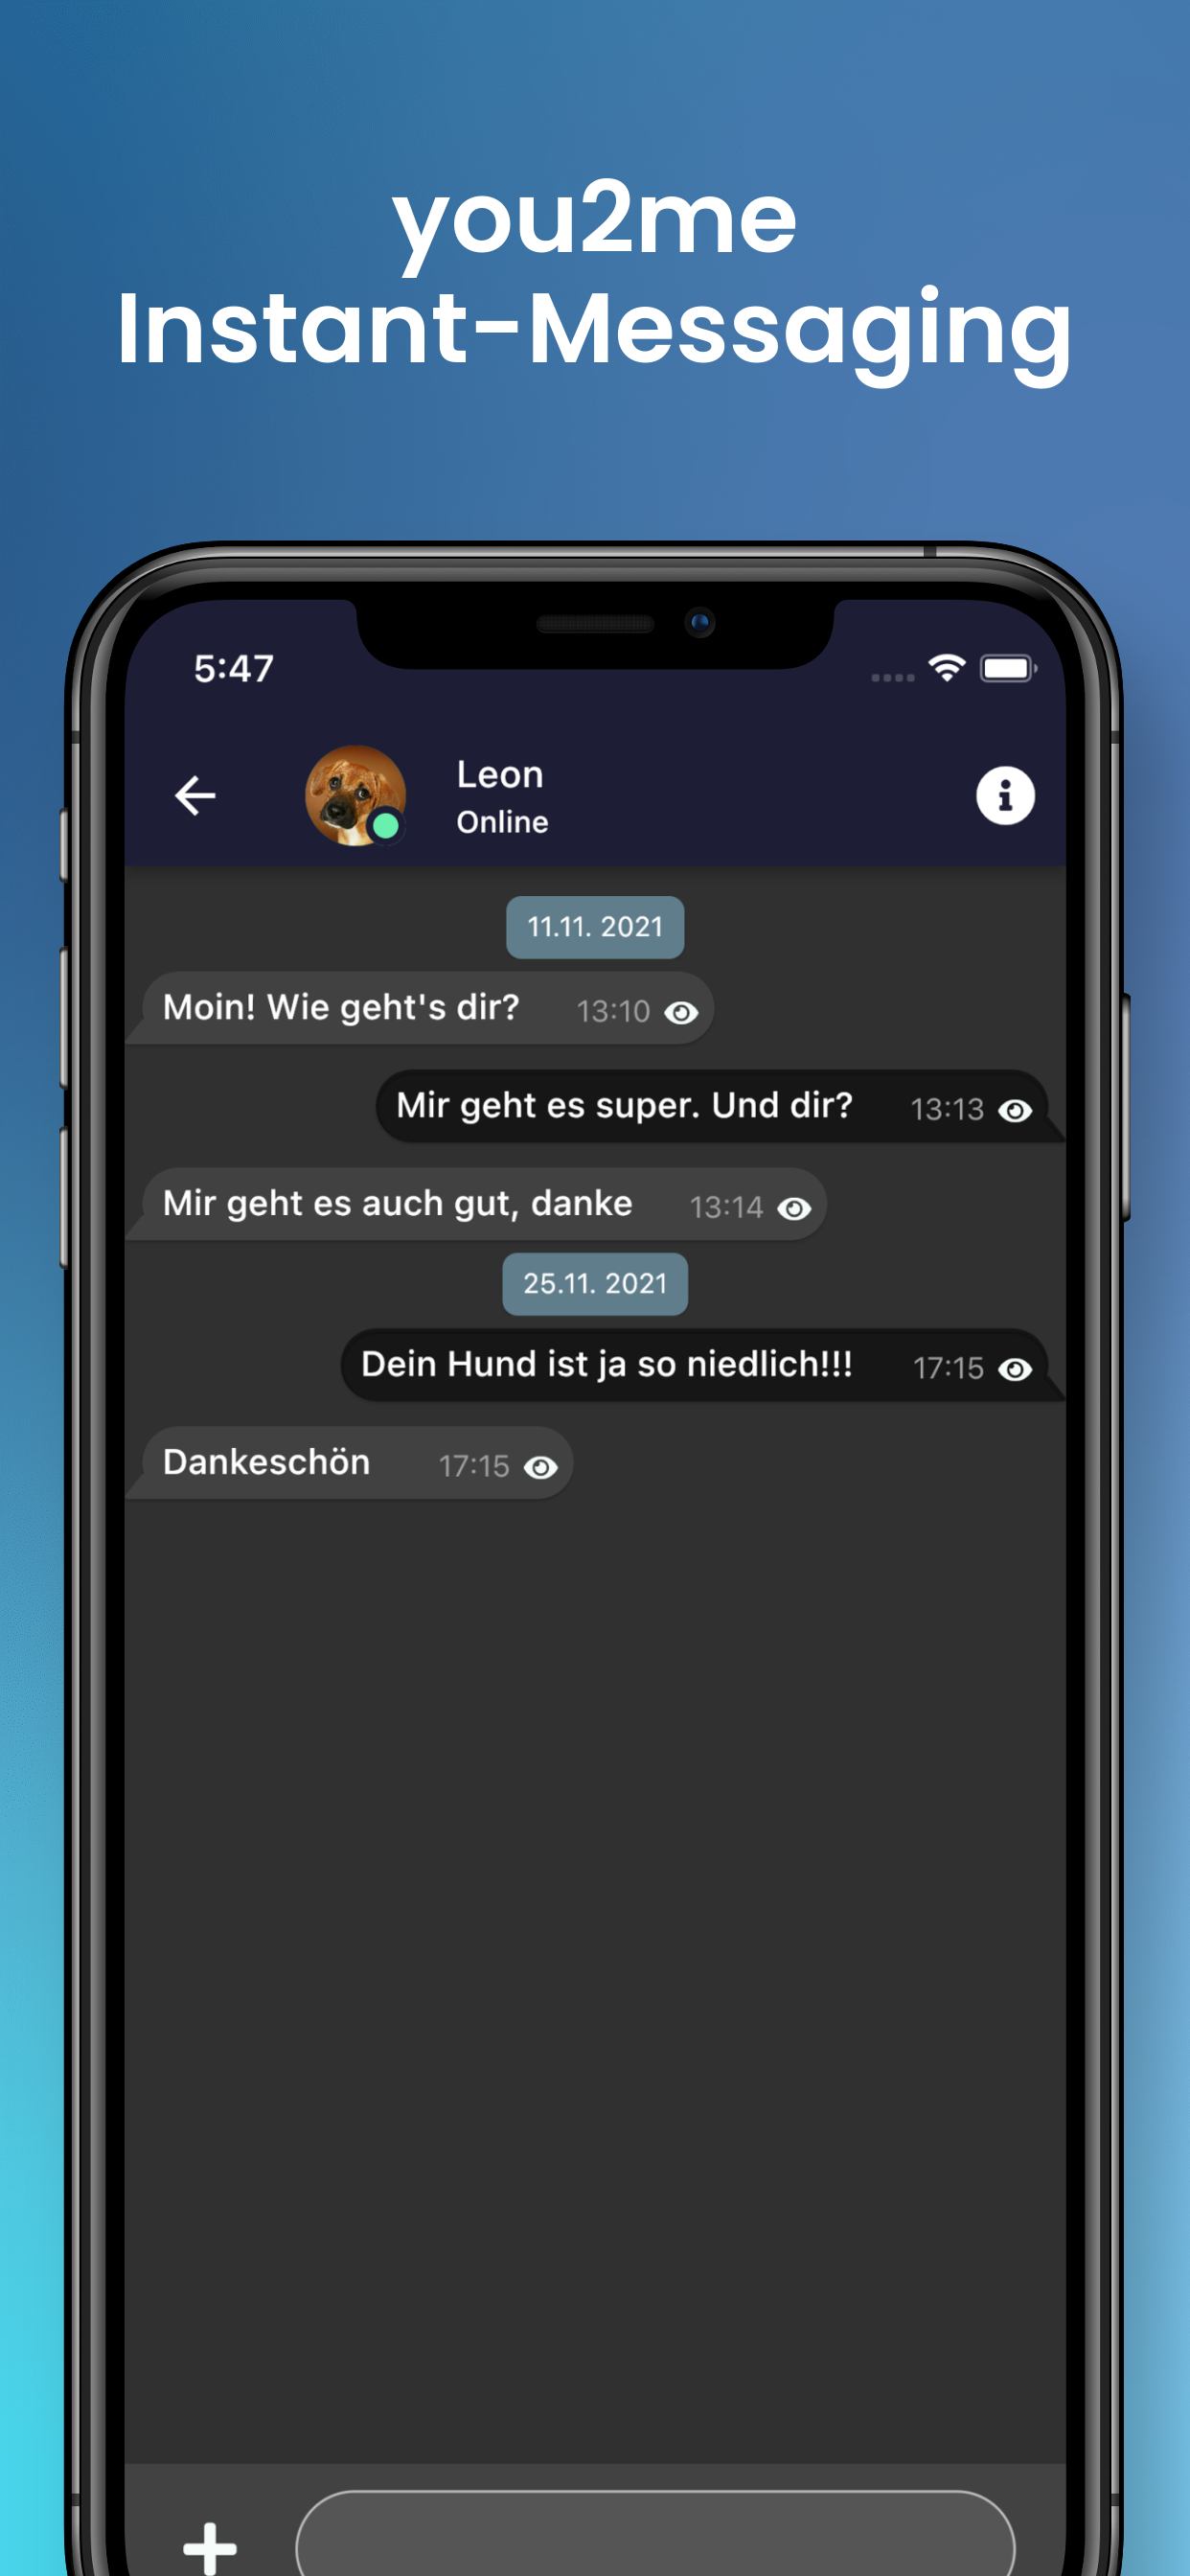 you2me
Instant-Messaging
5:47
Leon
Online
11.11. 2021
Moin! Wie geht's dir? 13:10
Mir geht es super. Und dir? 13:13
Mir geht es auch gut, danke 13:14
25.11. 2021
Dein Hund ist ja so niedlich!!! 17:15
Dankeschön 17:15